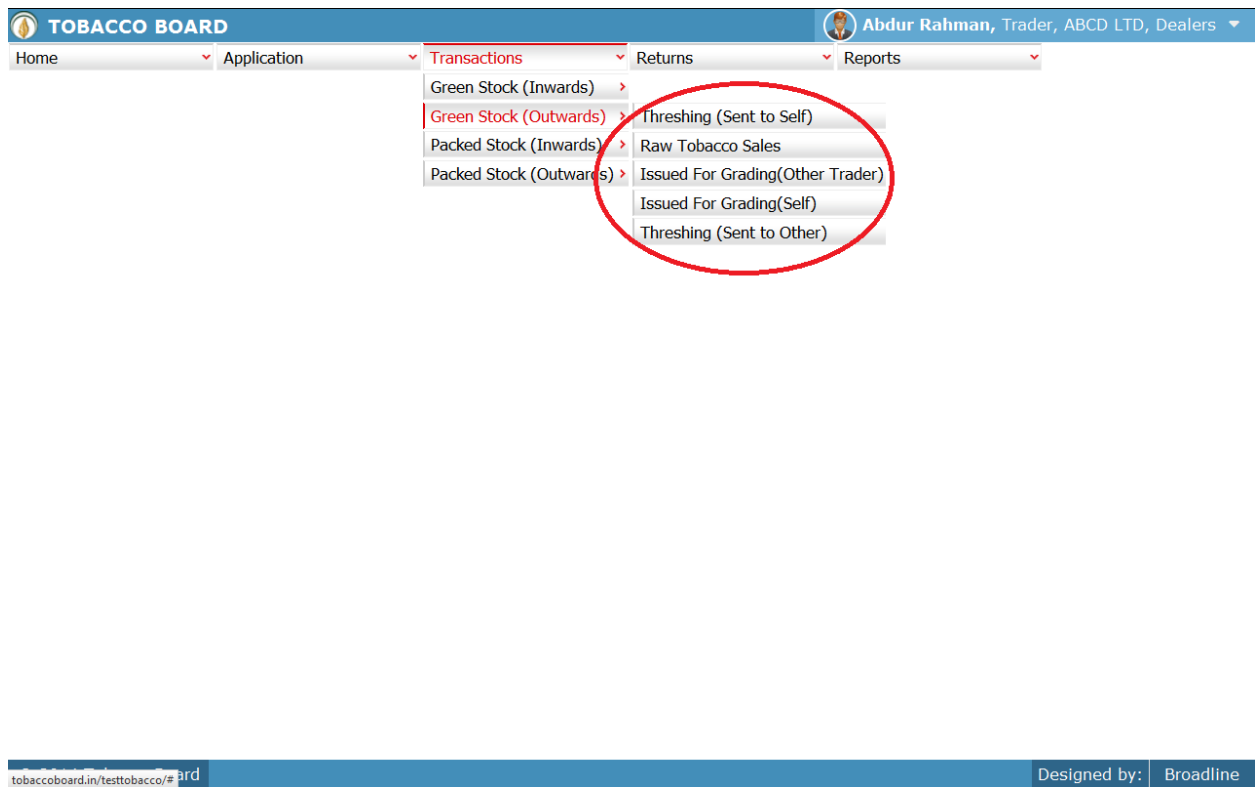 TOBACCO BOARD
Abdur Rahman, Trader, ABCD LTD, Dealers
Home Application Transactions Returns Reports
Green Stock (Inwards)
Green Stock (Outwards) Threshing (Sent to Self)
Packed Stock (Inwards) Raw Tobacco Sales
Packed Stock (Outwards) Issued For Grading(Other Trader)
Issued For Grading(Self)
Threshing (Sent to Other)
tobaccoboard.in/testtobacco/#
Designed by: Broadline